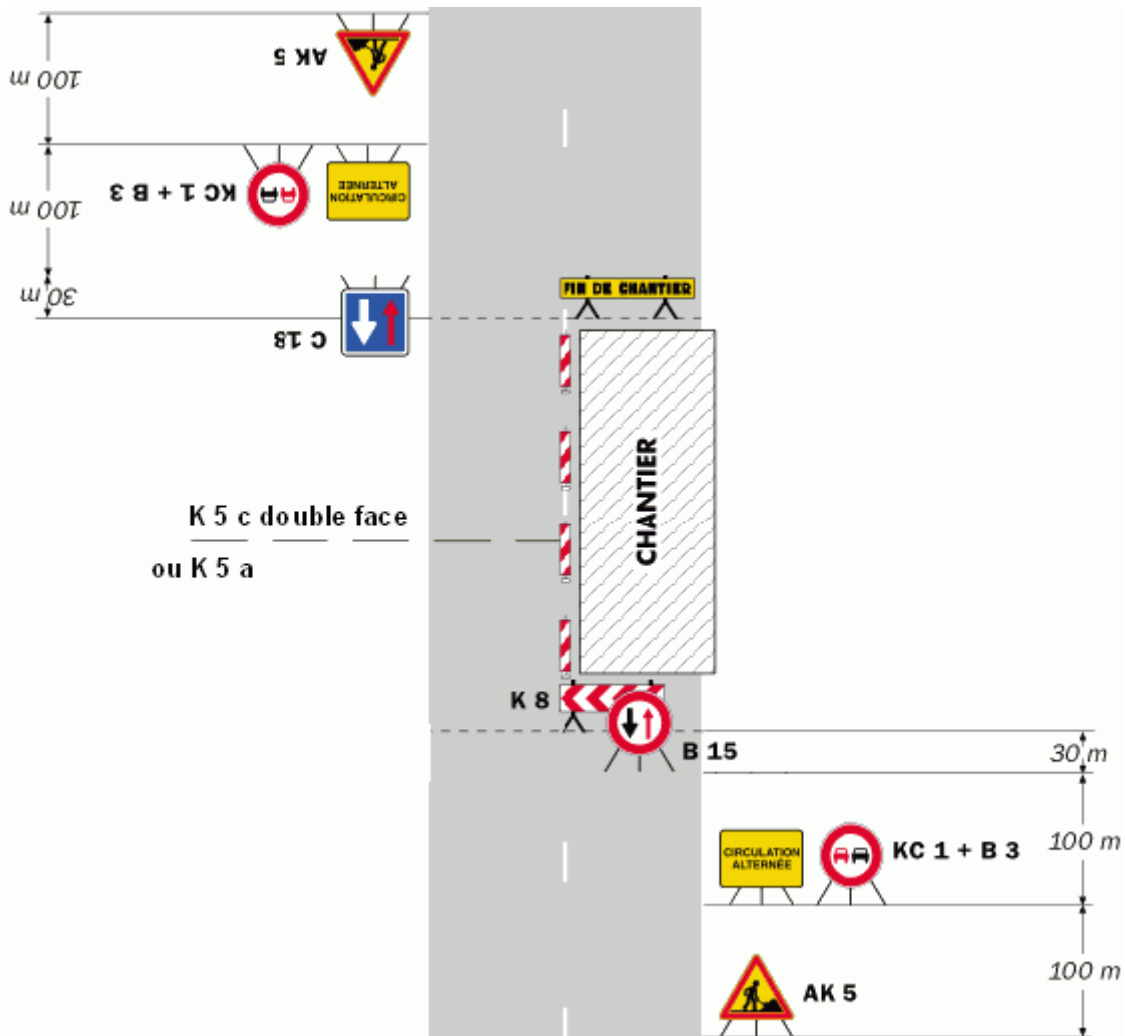 AK 5
100 m
KC 1 + B 3
CIRCULATION
ALTERNÉE
100 m
30 m
C 18
FIN DE CHANTIER
CHANTIER
K 5 c double face
ou K 5 a
K 8
B 15
30 m
CIRCULATION
ALTERNÉE
KC 1 + B 3
100 m
AK 5
100 m